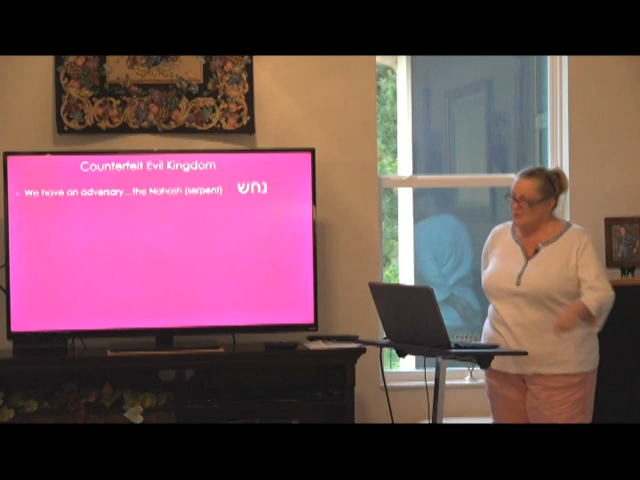 Counterfeit Evil Kingdom
We have an adversary...the Nahash (serpent) נחש